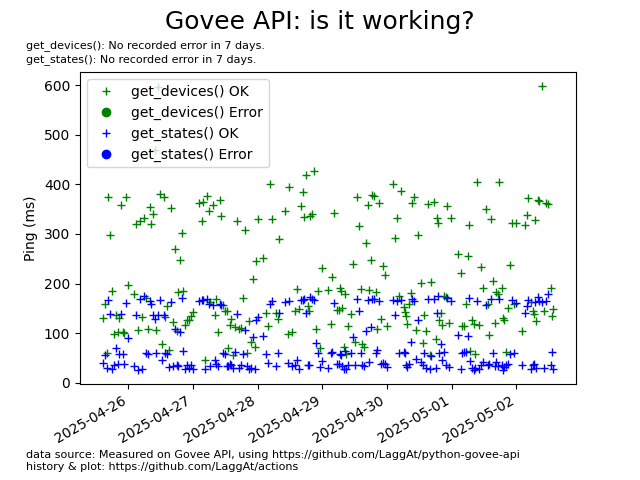 Govee API: is it working?
get_devices(): No recorded error in 7 days.
get_states(): No recorded error in 7 days.
get_devices() OK
get_devices() Error
get_states() OK
get_states() Error
Ping (ms)
600
500
400
300
200
100
0
2025-04-26
2025-04-27
2025-04-28
2025-04-29
2025-04-30
2025-05-01
2025-05-02
data source: Measured on Govee API, using https://github.com/LaggAt/python-govee-api
history & plot: https://github.com/LaggAt/actions